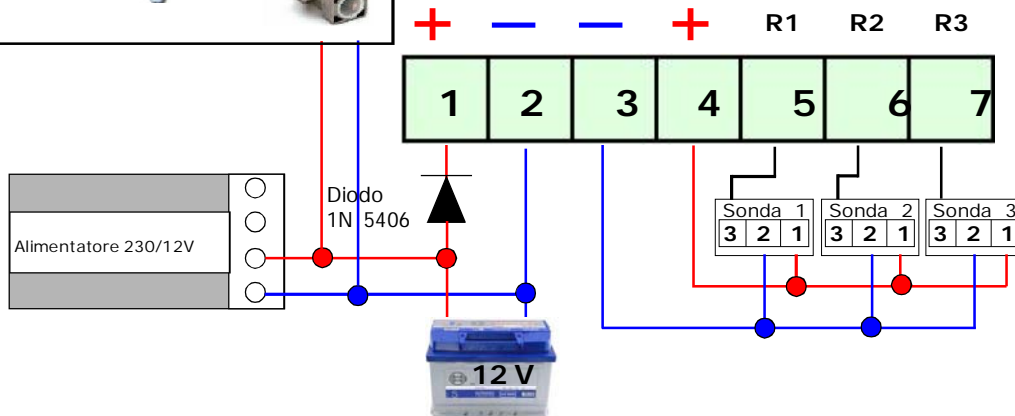 + — — + R1 R2 R3
1 2 3 4 5 6 7
Diodo
1N 5406
Alimentatore 230/12V
Sonda 1
3 2 1
Sonda 2
3 2 1
Sonda 3
3 2 1
12 V